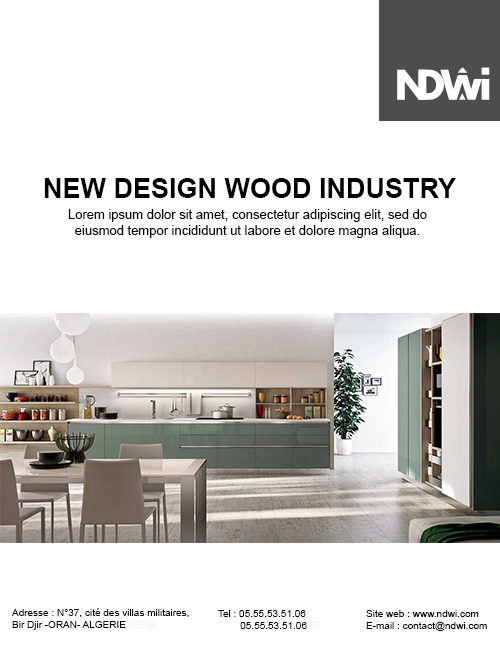 NDWi
NEW DESIGN WOOD INDUSTRY
Lorem ipsum dolor sit amet, consectetur adipiscing elit, sed do
eiusmod tempor incididunt ut labore et dolore magna aliqua.
Adresse : N°37, cité des villas militaires,
Bir Djir -ORAN- ALGERIE
Tel : 05.55.53.51.06
05.55.53.51.06
Site web : www.ndwi.com
E-mail : contact@ndwi.com